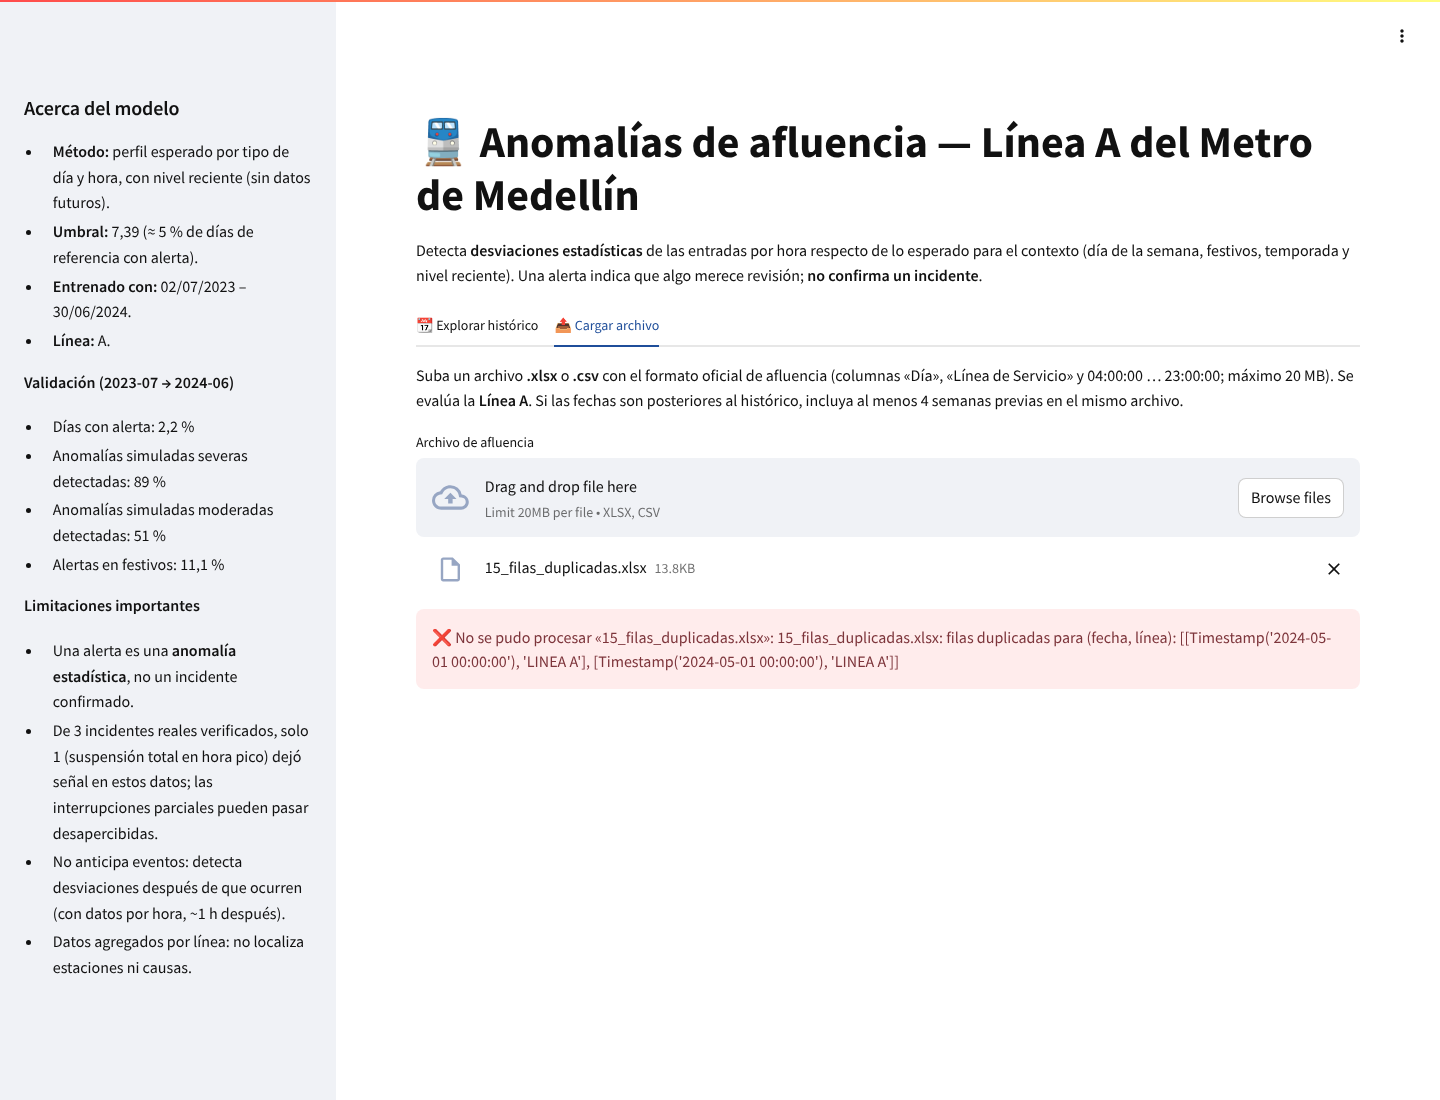 Acerca del modelo
Método: perfil esperado por tipo de
día y hora, con nivel reciente (sin datos
futuros).
Umbral: 7,39 (≈ 5 % de días de
referencia con alerta).
Entrenado con: 02/07/2023 –
30/06/2024.
Línea: A.
Validación (2023-07 → 2024-06)
Días con alerta: 2,2 %
Anomalías simuladas severas
detectadas: 89 %
Anomalías simuladas moderadas
detectadas: 51 %
Alertas en festivos: 11,1 %
Limitaciones importantes
Una alerta es una anomalía
estadística, no un incidente
confirmado.
De 3 incidentes reales verificados, solo
1 (suspensión total en hora pico) dejó
señal en estos datos; las
interrupciones parciales pueden pasar
desapercibidas.
No anticipa eventos: detecta
desviaciones después de que ocurren
(con datos por hora, ~1 h después).
Datos agregados por línea: no localiza
estaciones ni causas.
Anomalías de afluencia — Línea A del Metro
de Medellín
Detecta desviaciones estadísticas de las entradas por hora respecto de lo esperado para el contexto (día de la semana, festivos, temporada y
nivel reciente). Una alerta indica que algo merece revisión; no confirma un incidente.
Explorar histórico
Cargar archivo
Suba un archivo .xlsx o .csv con el formato oficial de afluencia (columnas «Día», «Línea de Servicio» y 04:00:00 … 23:00:00; máximo 20 MB). Se
evalúa la Línea A. Si las fechas son posteriores al histórico, incluya al menos 4 semanas previas en el mismo archivo.
Archivo de afluencia
Drag and drop file here
Limit 20MB per file • XLSX, CSV
Browse files
15_filas_duplicadas.xlsx 13.8KB
❌ No se pudo procesar «15_filas_duplicadas.xlsx»: 15_filas_duplicadas.xlsx: filas duplicadas para (fecha, línea): [[Timestamp('2024-05-
01 00:00:00'), 'LINEA A'], [Timestamp('2024-05-01 00:00:00'), 'LINEA A']]